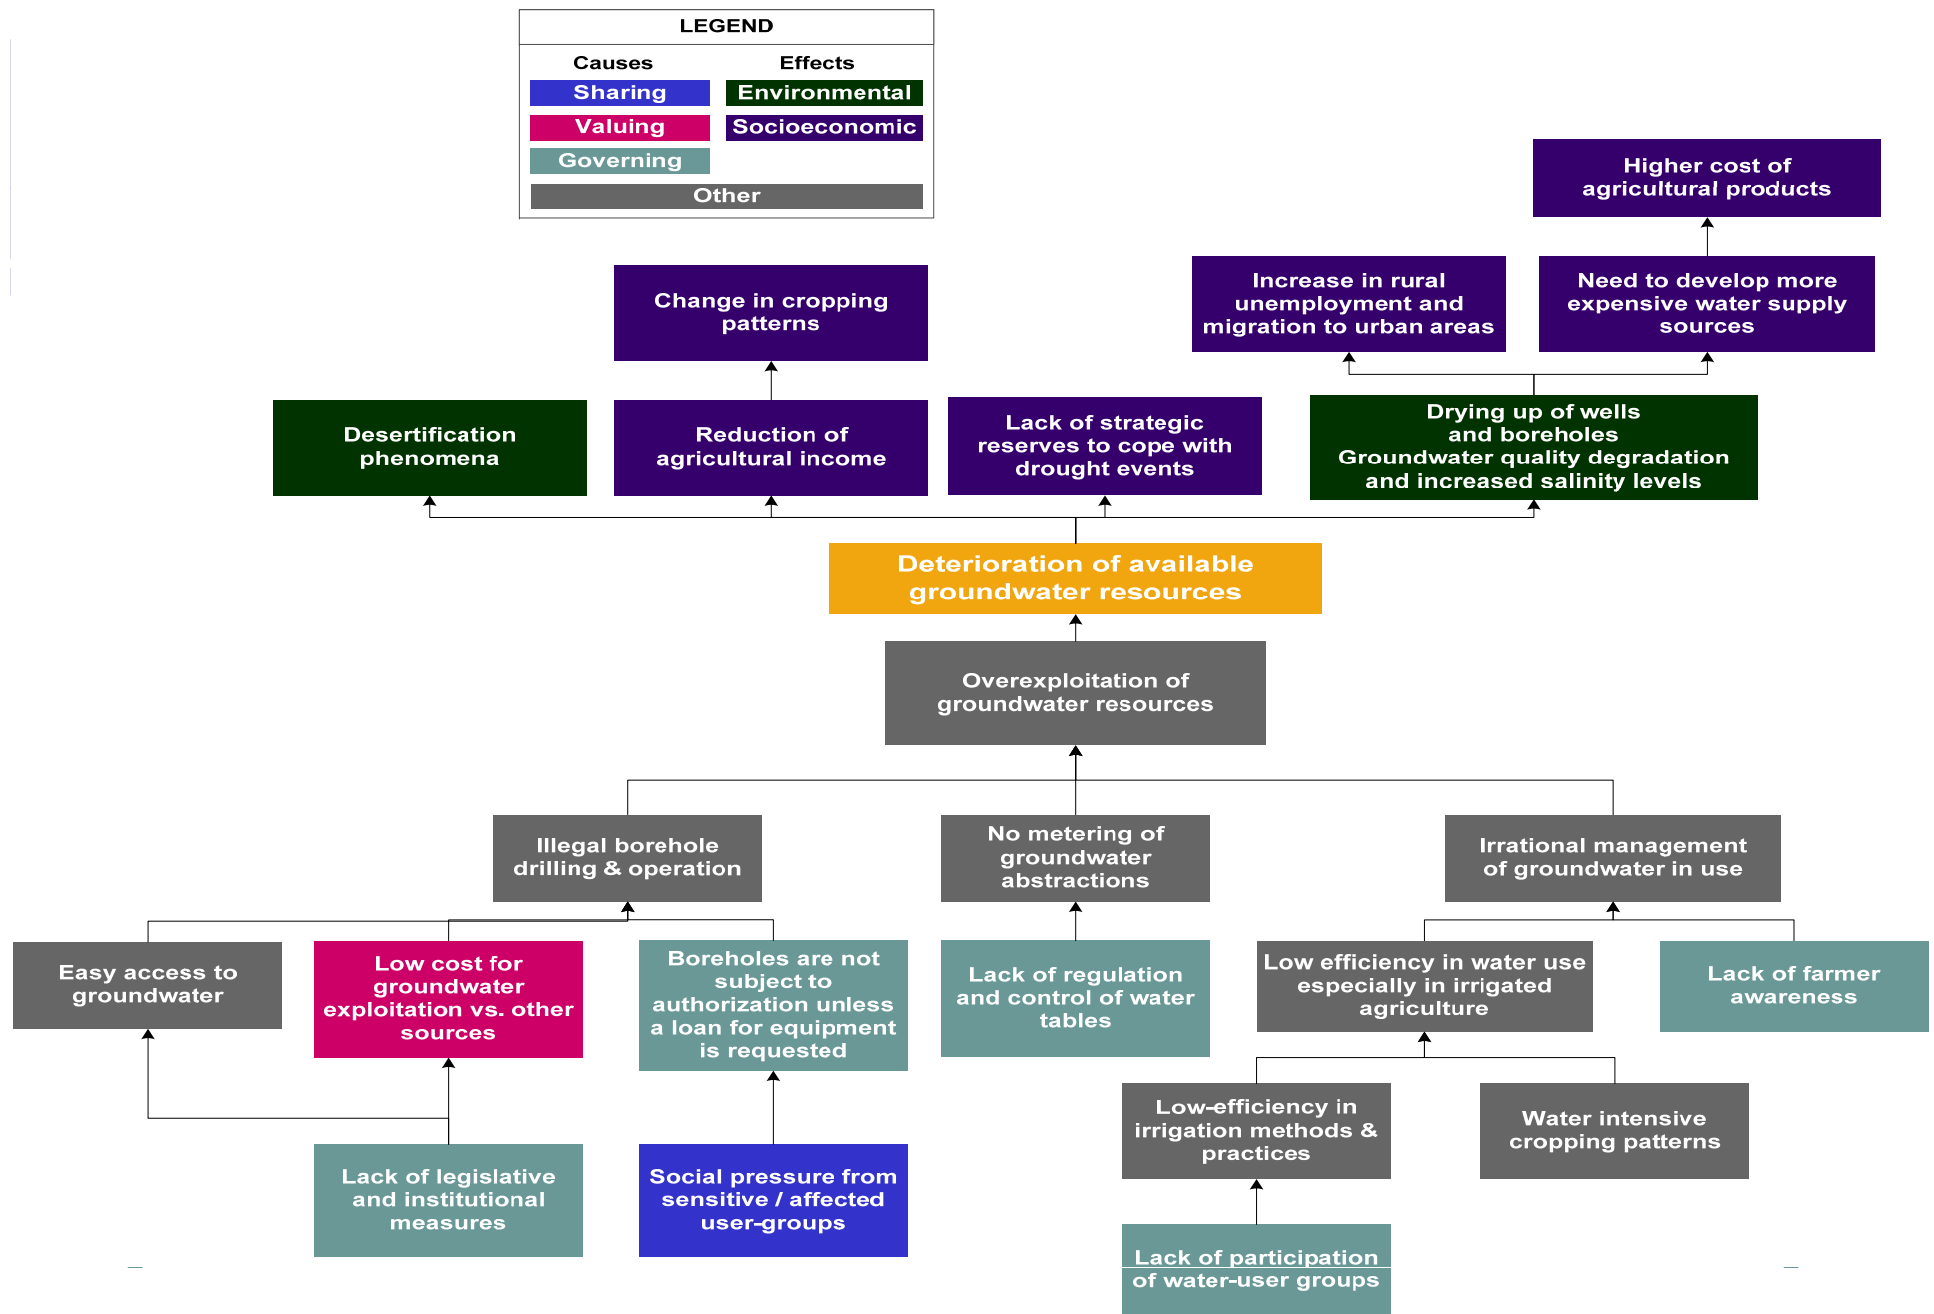 LEGEND
Causes
Effects
Sharing
Environmental
Valuing
Socioeconomic
Governing
Other
Higher cost of
agricultural products
Change in cropping
patterns
Increase in rural
unemployment and
migration to urban areas
Need to develop more
expensive water supply
sources
Desertification
phenomena
Reduction of
agricultural income
Lack of strategic
reserves to cope with
drought events
Drying up of wells
and boreholes
Groundwater quality degradation
and increased salinity levels
Deterioration of available
groundwater resources
Overexploitation of
groundwater resources
Illegal borehole
drilling & operation
No metering of
groundwater
abstractions
Irrational management
of groundwater in use
Easy access to
groundwater
Low cost for
groundwater
exploitation vs. other
sources
Boreholes are not
subject to
authorization unless
a loan for equipment
is requested
Lack of regulation
and control of water
tables
Low efficiency in water use
especially in irrigated
agriculture
Lack of farmer
awareness
Low-efficiency in
irrigation methods &
practices
Water intensive
cropping patterns
Lack of legislative
and institutional
measures
Social pressure from
sensitive / affected
user-groups
Lack of participation
of water-user groups